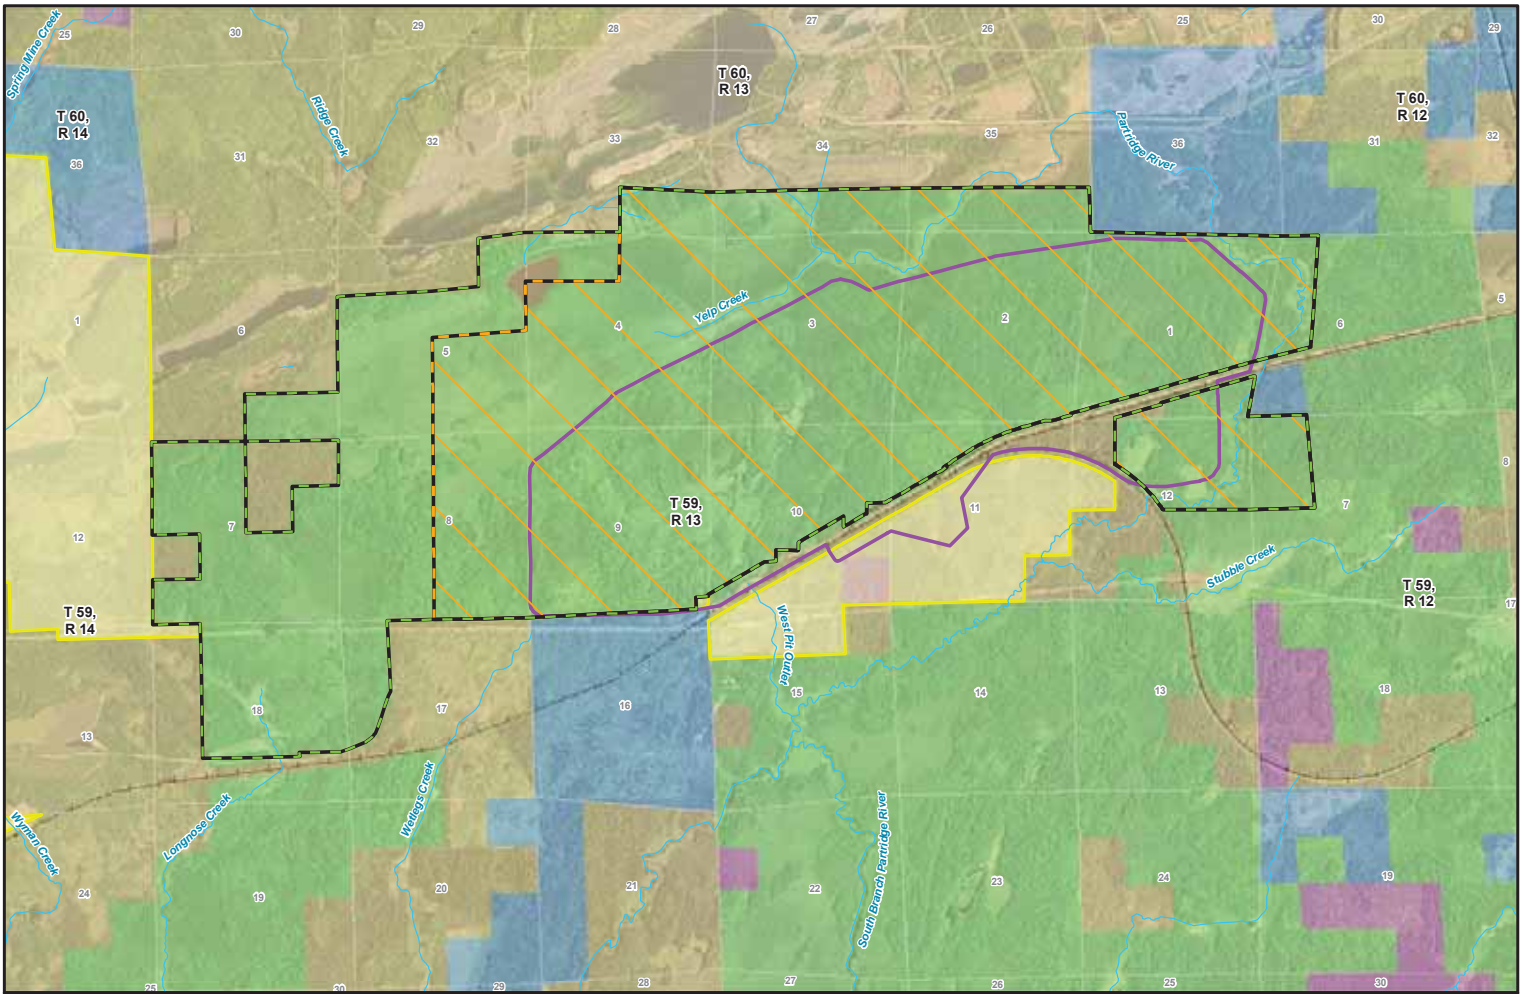 25
30
29
28
27
26
25
30
29
Spring Mine Creek
T 60,
R 14
36
31
Ridge Creek
32
33
T 60,
R 13
34
35
Partridge River
36
T 60,
R 12
31
32
1
6
5
4
Yelp Creek
3
2
1
6
5
12
7
8
9
T 59,
R 13
10
11
12
7
8
Stubble Creek
T 59,
R 14
T 59,
R 12
17
West Pit Outlet
13
18
17
16
15
14
13
18
Wyman Creek
Longnose Creek
Wetlegs Creek
South Branch Partridge River
24
19
20
21
22
23
24
19
25
30
29
28
27
26
25
30